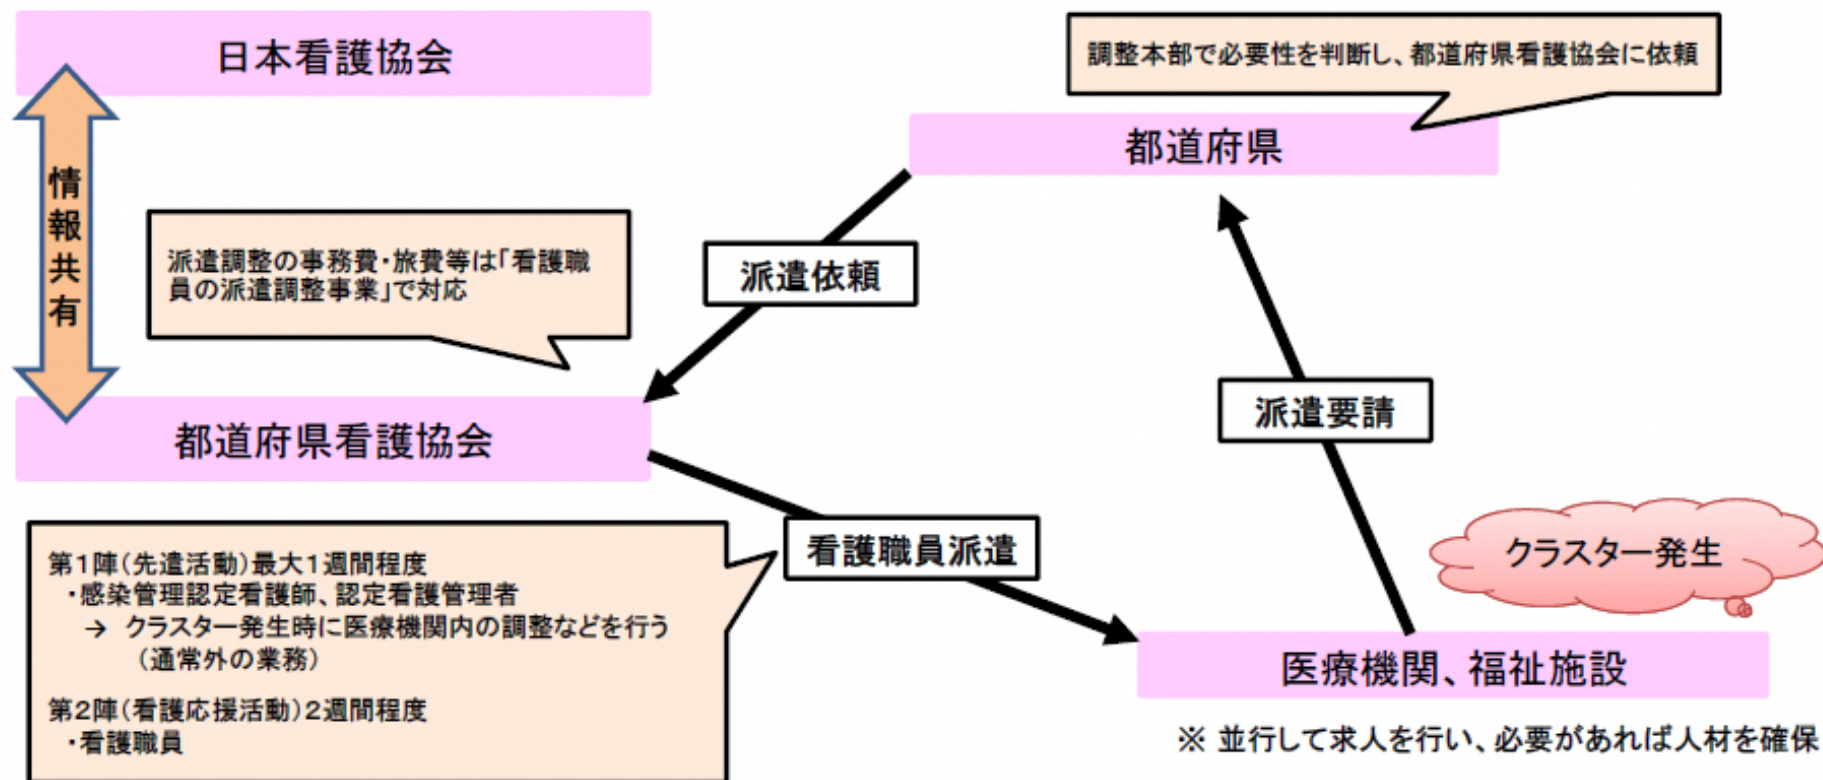 日本看護協会
調整本部で必要性を判断し、都道府県看護協会に依頼
都道府県
情報共有
派遣調整の事務費・旅費等は「看護職
員の派遣調整事業」で対応
派遣依頼
派遣要請
都道府県看護協会
看護職員派遣
クラスター発生
第1陣(先遣活動)最大1週間程度
・感染管理認定看護師、認定看護管理者
→ クラスター発生時に医療機関内の調整などを行う
(通常外の業務)
第2陣(看護応援活動)2週間程度
・看護職員
医療機関、福祉施設
※ 並行して求人を行い、必要があれば人材を確保